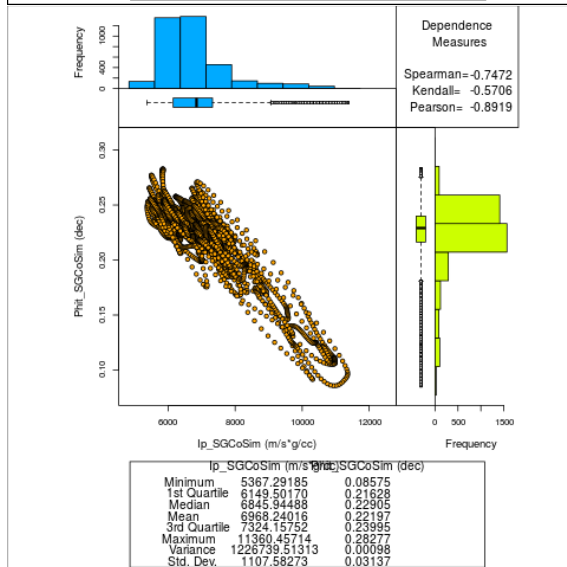 Dependence
Measures
Spearman=-0.7472
Kendall= -0.5706
Pearson= -0.8919
Frequency
0 400 1000
Phit_SGCoSim (dec)
0.10 0.15 0.20 0.25 0.30
6000 8000 10000 12000
Ip_SGCoSim (m/s*g/cc)
0 500 1500
Frequency
Ip_SGCoSim (m/s*g/cc) Phit_SGCoSim (dec)
Minimum 5367.29185 0.08575
1st Quartile 6149.50170 0.21628
Median 6845.94488 0.22905
Mean 6968.24016 0.22197
3rd Quartile 7324.15752 0.23995
Maximum 11360.45714 0.28277
Variance 1226739.51313 0.00098
Std. Dev. 1107.58273 0.03137